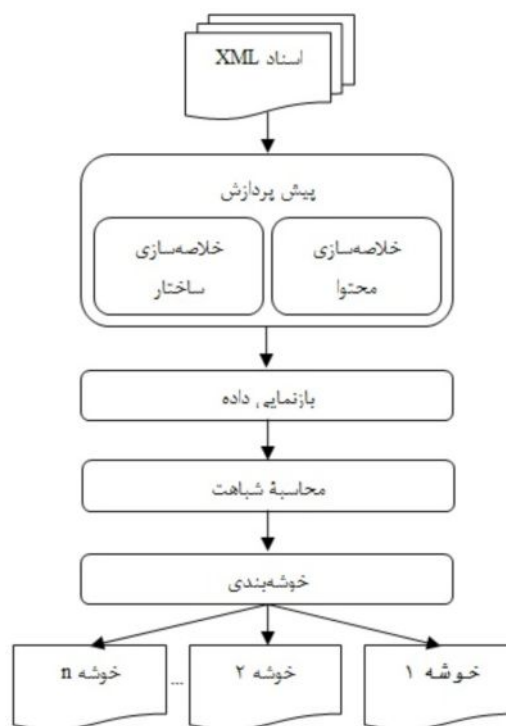 اسناد XML
پیش پردازش
خلاصه‌سازی
محتوا
خلاصه‌سازی
ساختار
بازنمایی داده
محاسبۀ شباهت
خوشه‌بندی
خوشه ۱
خوشه ۲
...
خوشه n